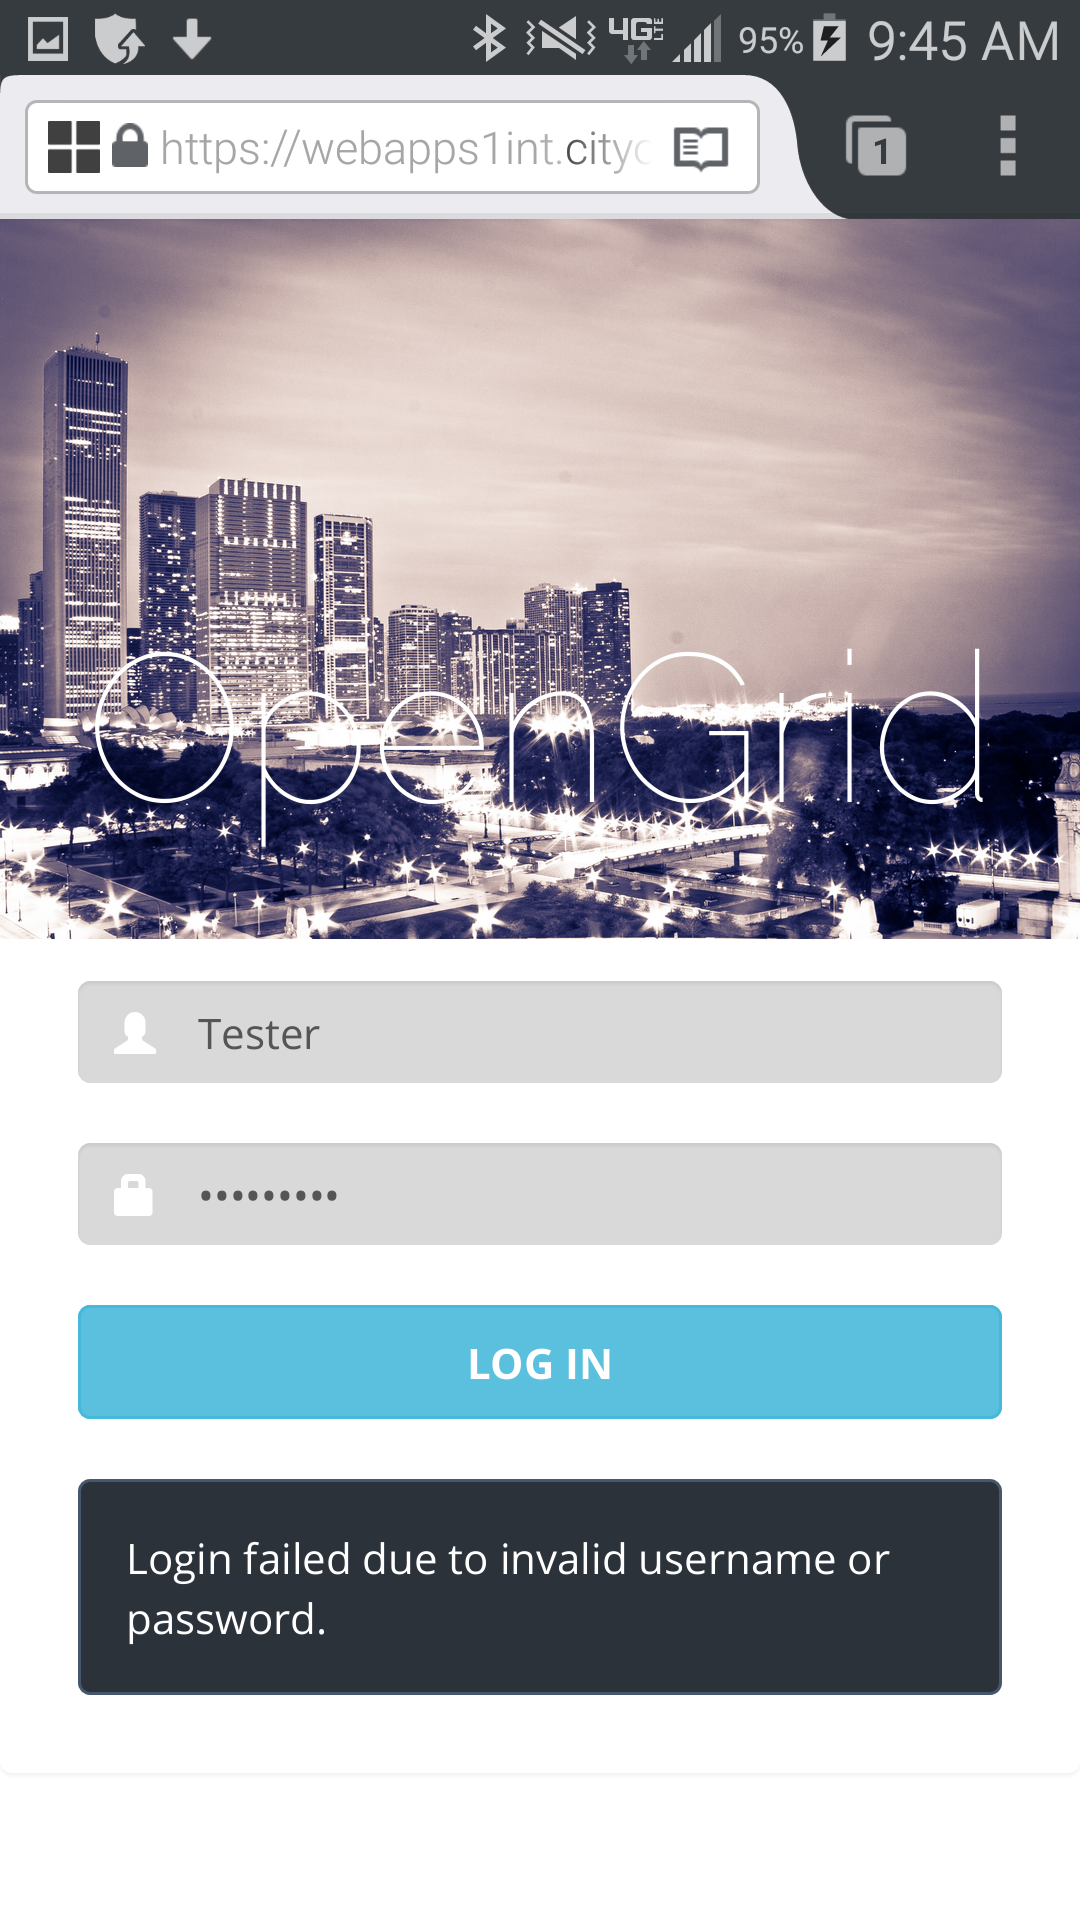 4G LTE 95% 9:45 AM
https://webapps1int.city
1
OpenGrid
Tester
•••••••••
LOG IN
Login failed due to invalid username or
password.